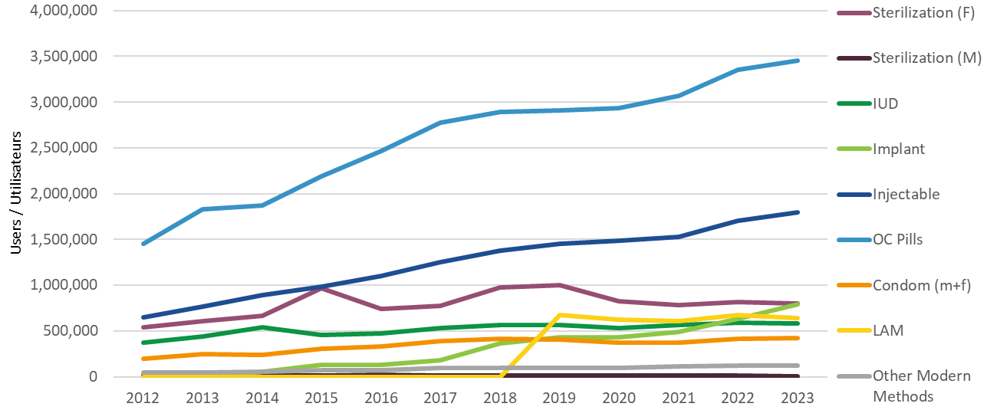 4,000,000
3,500,000
3,000,000
2,500,000
2,000,000
1,500,000
1,000,000
500,000
0
Users / Utilisateurs
2012 2013 2014 2015 2016 2017 2018 2019 2020 2021 2022 2023
Sterilization (F)
Sterilization (M)
IUD
Implant
Injectable
OC Pills
Condom (m+f)
LAM
Other Modern
Methods